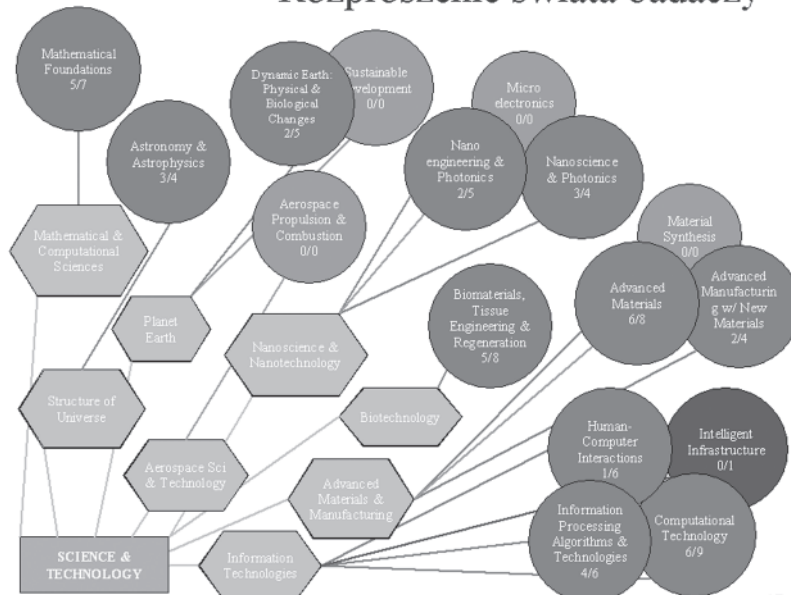 Rozproszenie świata badaczy
Mathematical
Foundations
5/7
Dynamic Earth:
Physical &
Biological
Changes
2/5
Sustainable
velopment
0/0
Micro
electronics
0/0
Astronomy &
Astrophysics
3/4
Nano
engineering &
Photonics
2/5
Nanoscience
& Photonics
3/4
Aerospace
Propulsion &
Combustion
0/0
Material
Synthesis
0/0
Mathematical &
Computational
Sciences
Advanced
Materials
6/8
Advanced
Manufacturin
g w/ New
Materials
2/4
Biomaterials,
Tissue
Engineering &
Regeneration
5/8
Planet
Earth
Nanoscience &
Nanotechnology
Structure of
Universe
Biotechnology
Human-
Computer
Interactions
1/6
Intelligent
Infrastructure
0/1
Aerospace Sci
& Technology
Advanced
Materials &
Manufacturing
Information
Processing
Algorithms &
Technologies
4/6
Computational
Technology
6/9
SCIENCE &
TECHNOLOGY
Information
Technologies